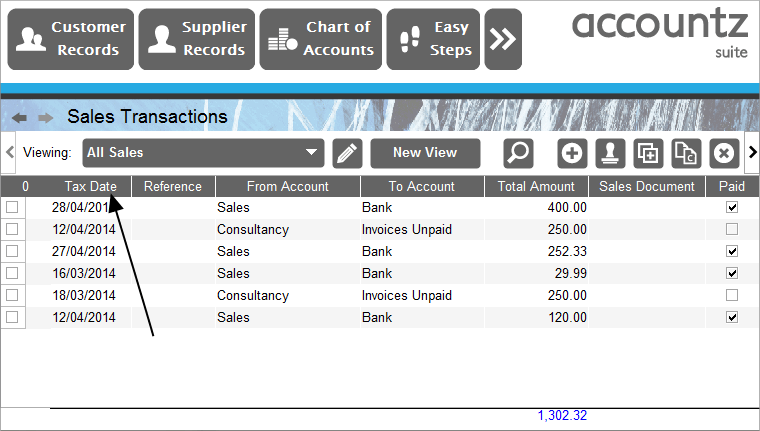 Customer Records
Supplier Records
Chart of Accounts
Easy Steps
accountz
suite
Sales Transactions
Viewing: All Sales New View
0 Tax Date Reference From Account To Account Total Amount Sales Document Paid
28/04/2014 Sales Bank 400.00
12/04/2014 Consultancy Invoices Unpaid 250.00
27/04/2014 Sales Bank 252.33
16/03/2014 Sales Bank 29.99
18/03/2014 Consultancy Invoices Unpaid 250.00
12/04/2014 Sales Bank 120.00
1,302.32